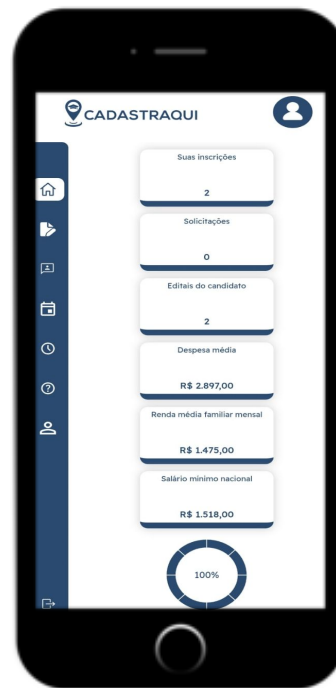 CADASTRAQUI
Suas inscrições
2
Solicitações
0
Editais do candidato
2
Despesa média
R$ 2.897,00
Renda média familiar mensal
R$ 1.475,00
Salário mínimo nacional
R$ 1.518,00
100%